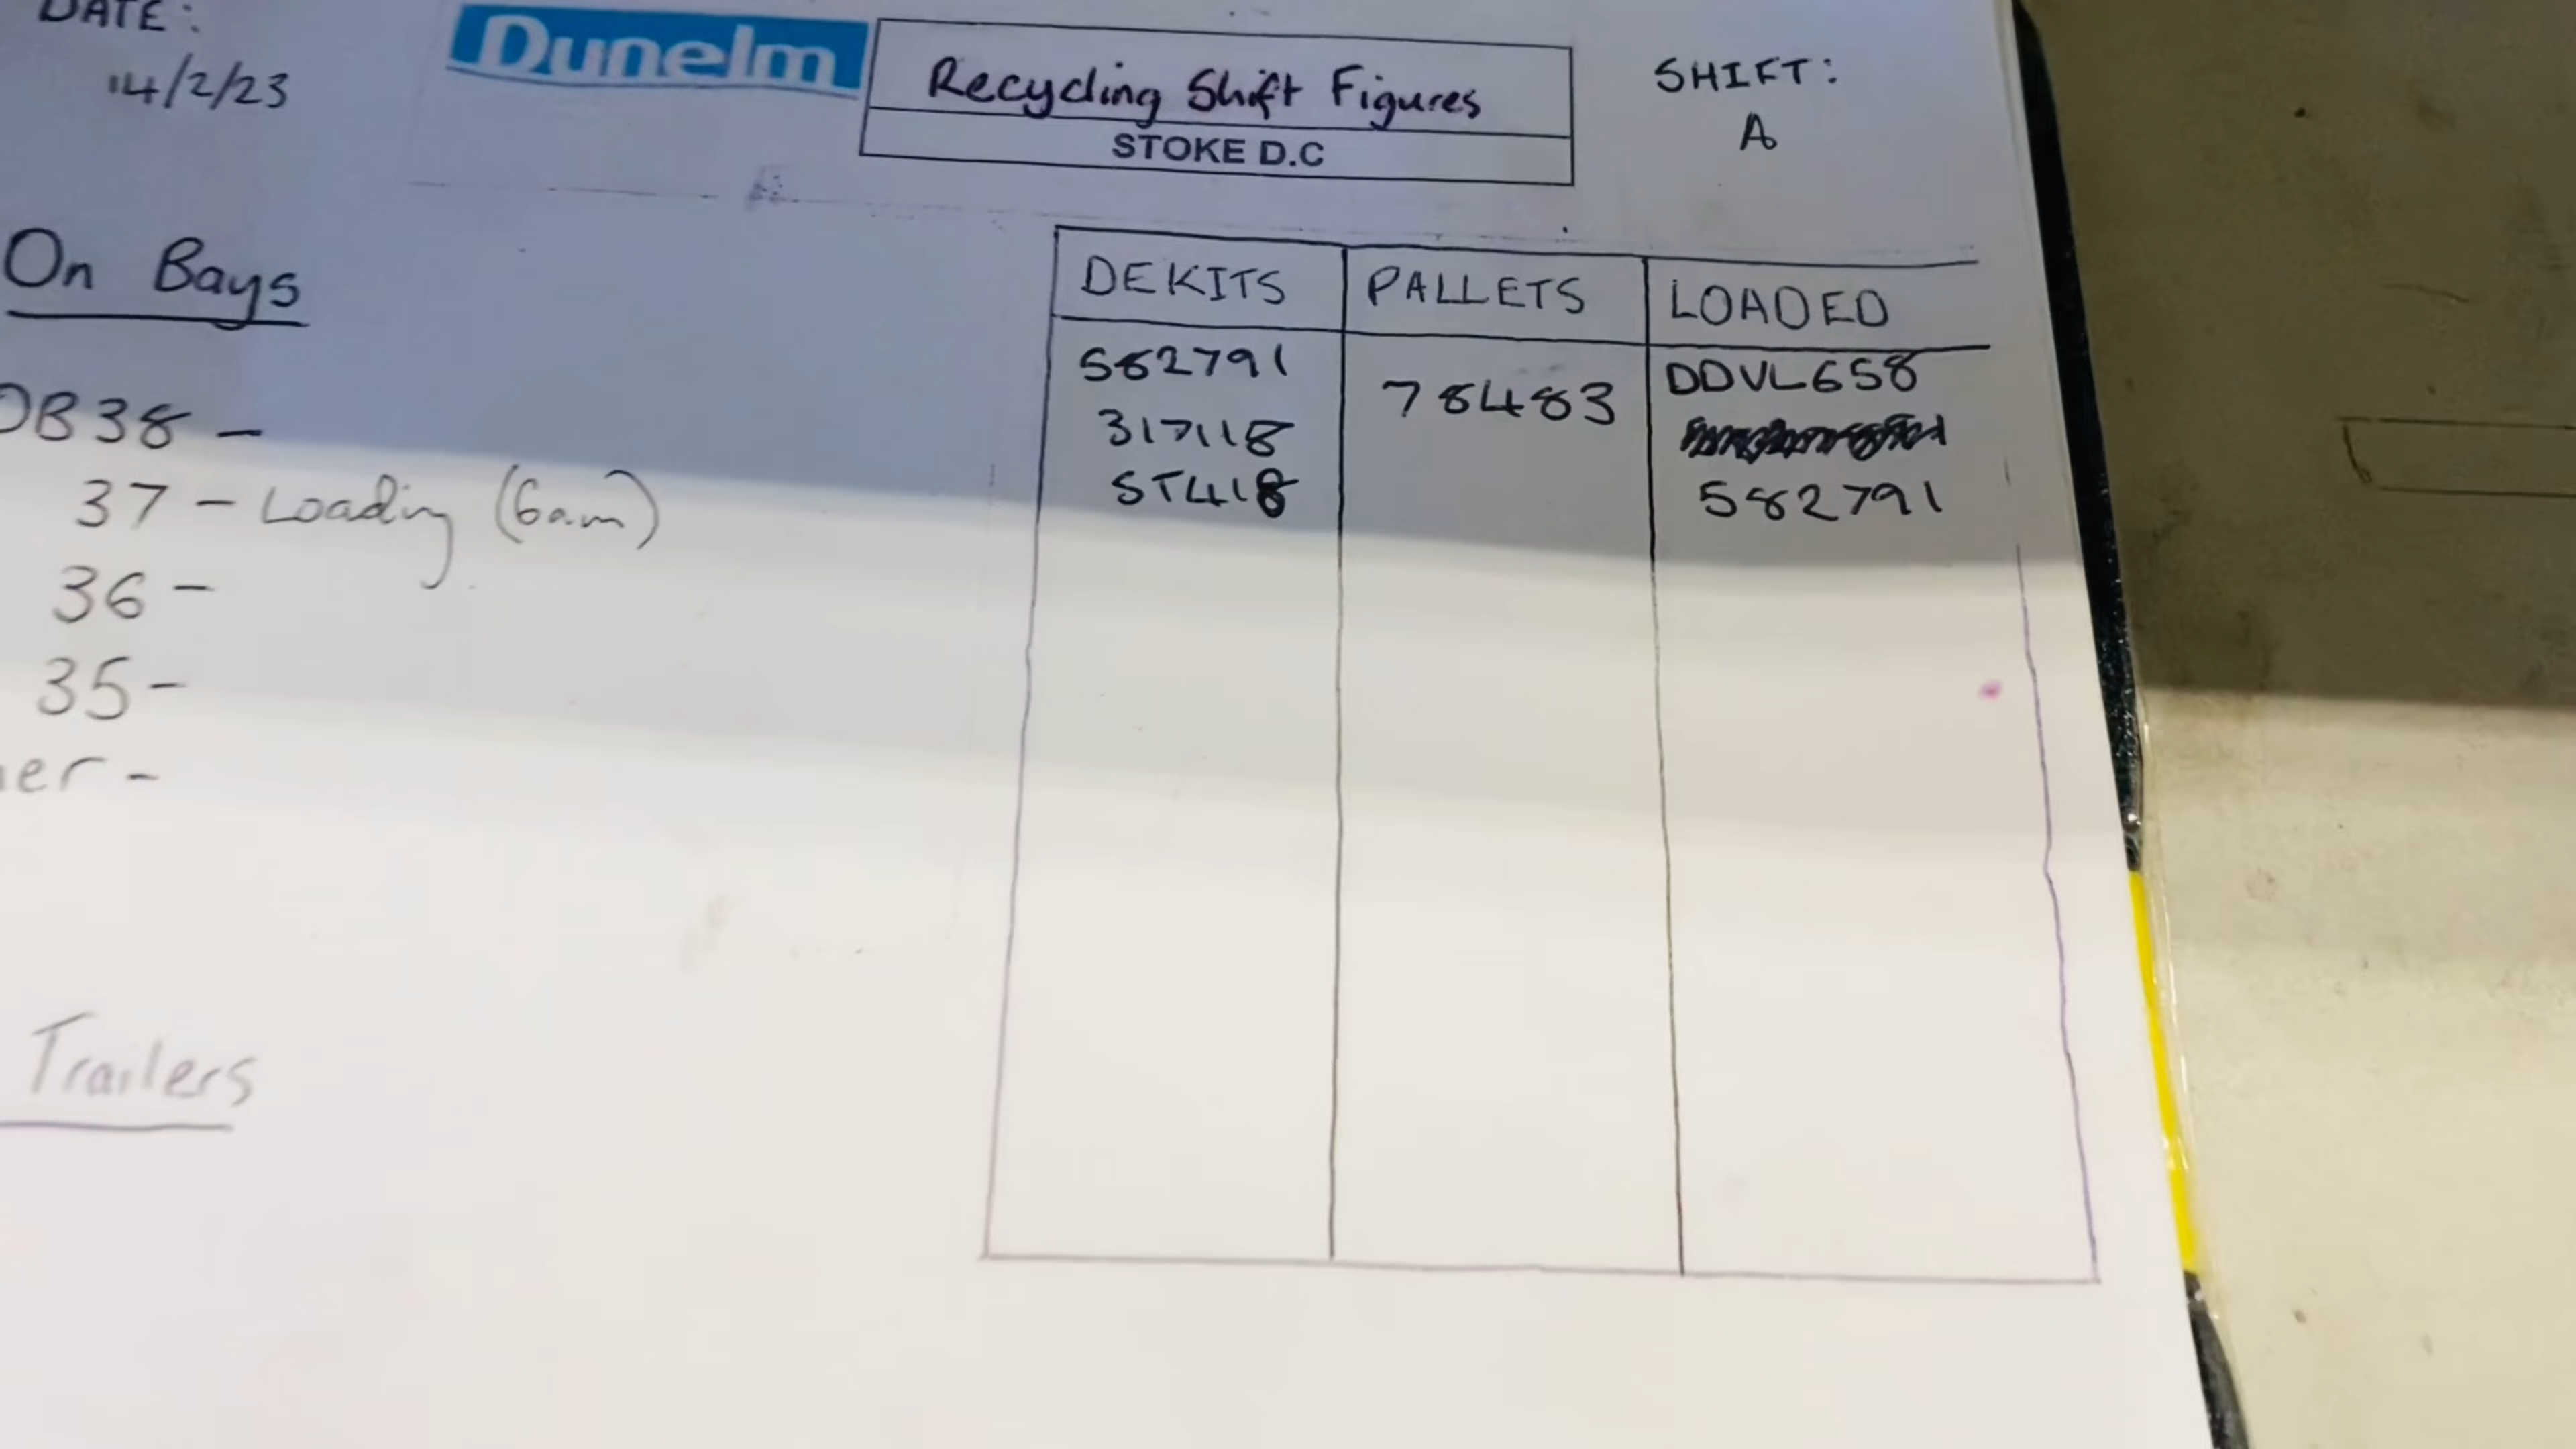 DATE:
14/2/23
Dunelm
Recycling Shift Figures
STOKE D.C
SHIFT:
A
On Bays
OB38 -
37 - Loading (6am)
36 -
35 -
er -
Trailers
DEKITS PALLETS LOADED
582791 78483 DDVL658
317118
ST418 582791